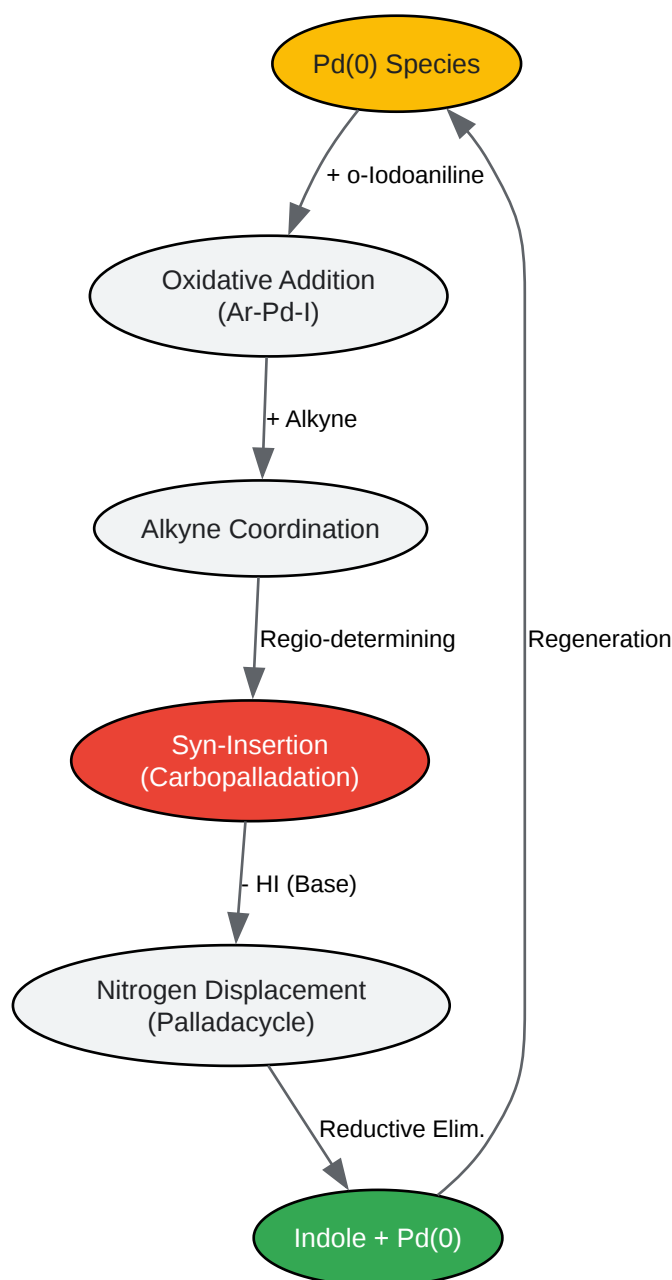 Pd(0) Species
+ o-Iodoaniline
Oxidative Addition
(Ar-Pd-I)
+ Alkyne
Alkyne Coordination
Regio-determining
Regeneration
Syn-Insertion
(Carbopalladation)
- HI (Base)
Nitrogen Displacement
(Palladacycle)
Reductive Elim.
Indole + Pd(0)